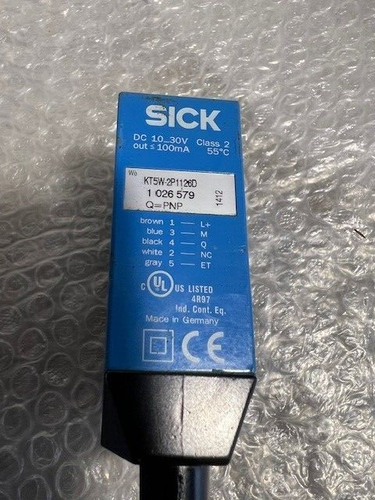 SICK
DC 10...30V Class 2
out ≤ 100mA 55°C
Wo
KT5W-2P1126D
1 026 579
Q=PNP
1412
brown 1 — L+
blue 3 — M
black 4 — Q
white 2 — NC
gray 5 — ET
C UL US LISTED
4R97
Ind. Cont. Eq.
Made in Germany
CE